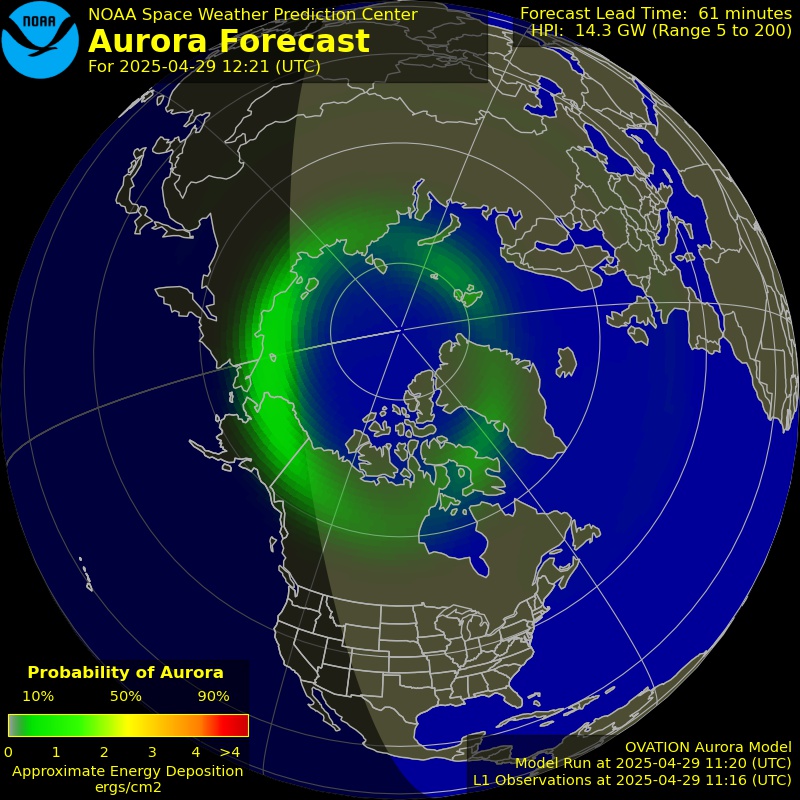 NOAA
NOAA Space Weather Prediction Center
Aurora Forecast
For 2025-04-29 12:21 (UTC)
Forecast Lead Time: 61 minutes
HPI: 14.3 GW (Range 5 to 200)
Probability of Aurora
10% 50% 90%
0 1 2 3 4 >4
Approximate Energy Deposition
ergs/cm2
OVATION Aurora Model
Model Run at 2025-04-29 11:20 (UTC)
L1 Observations at 2025-04-29 11:16 (UTC)